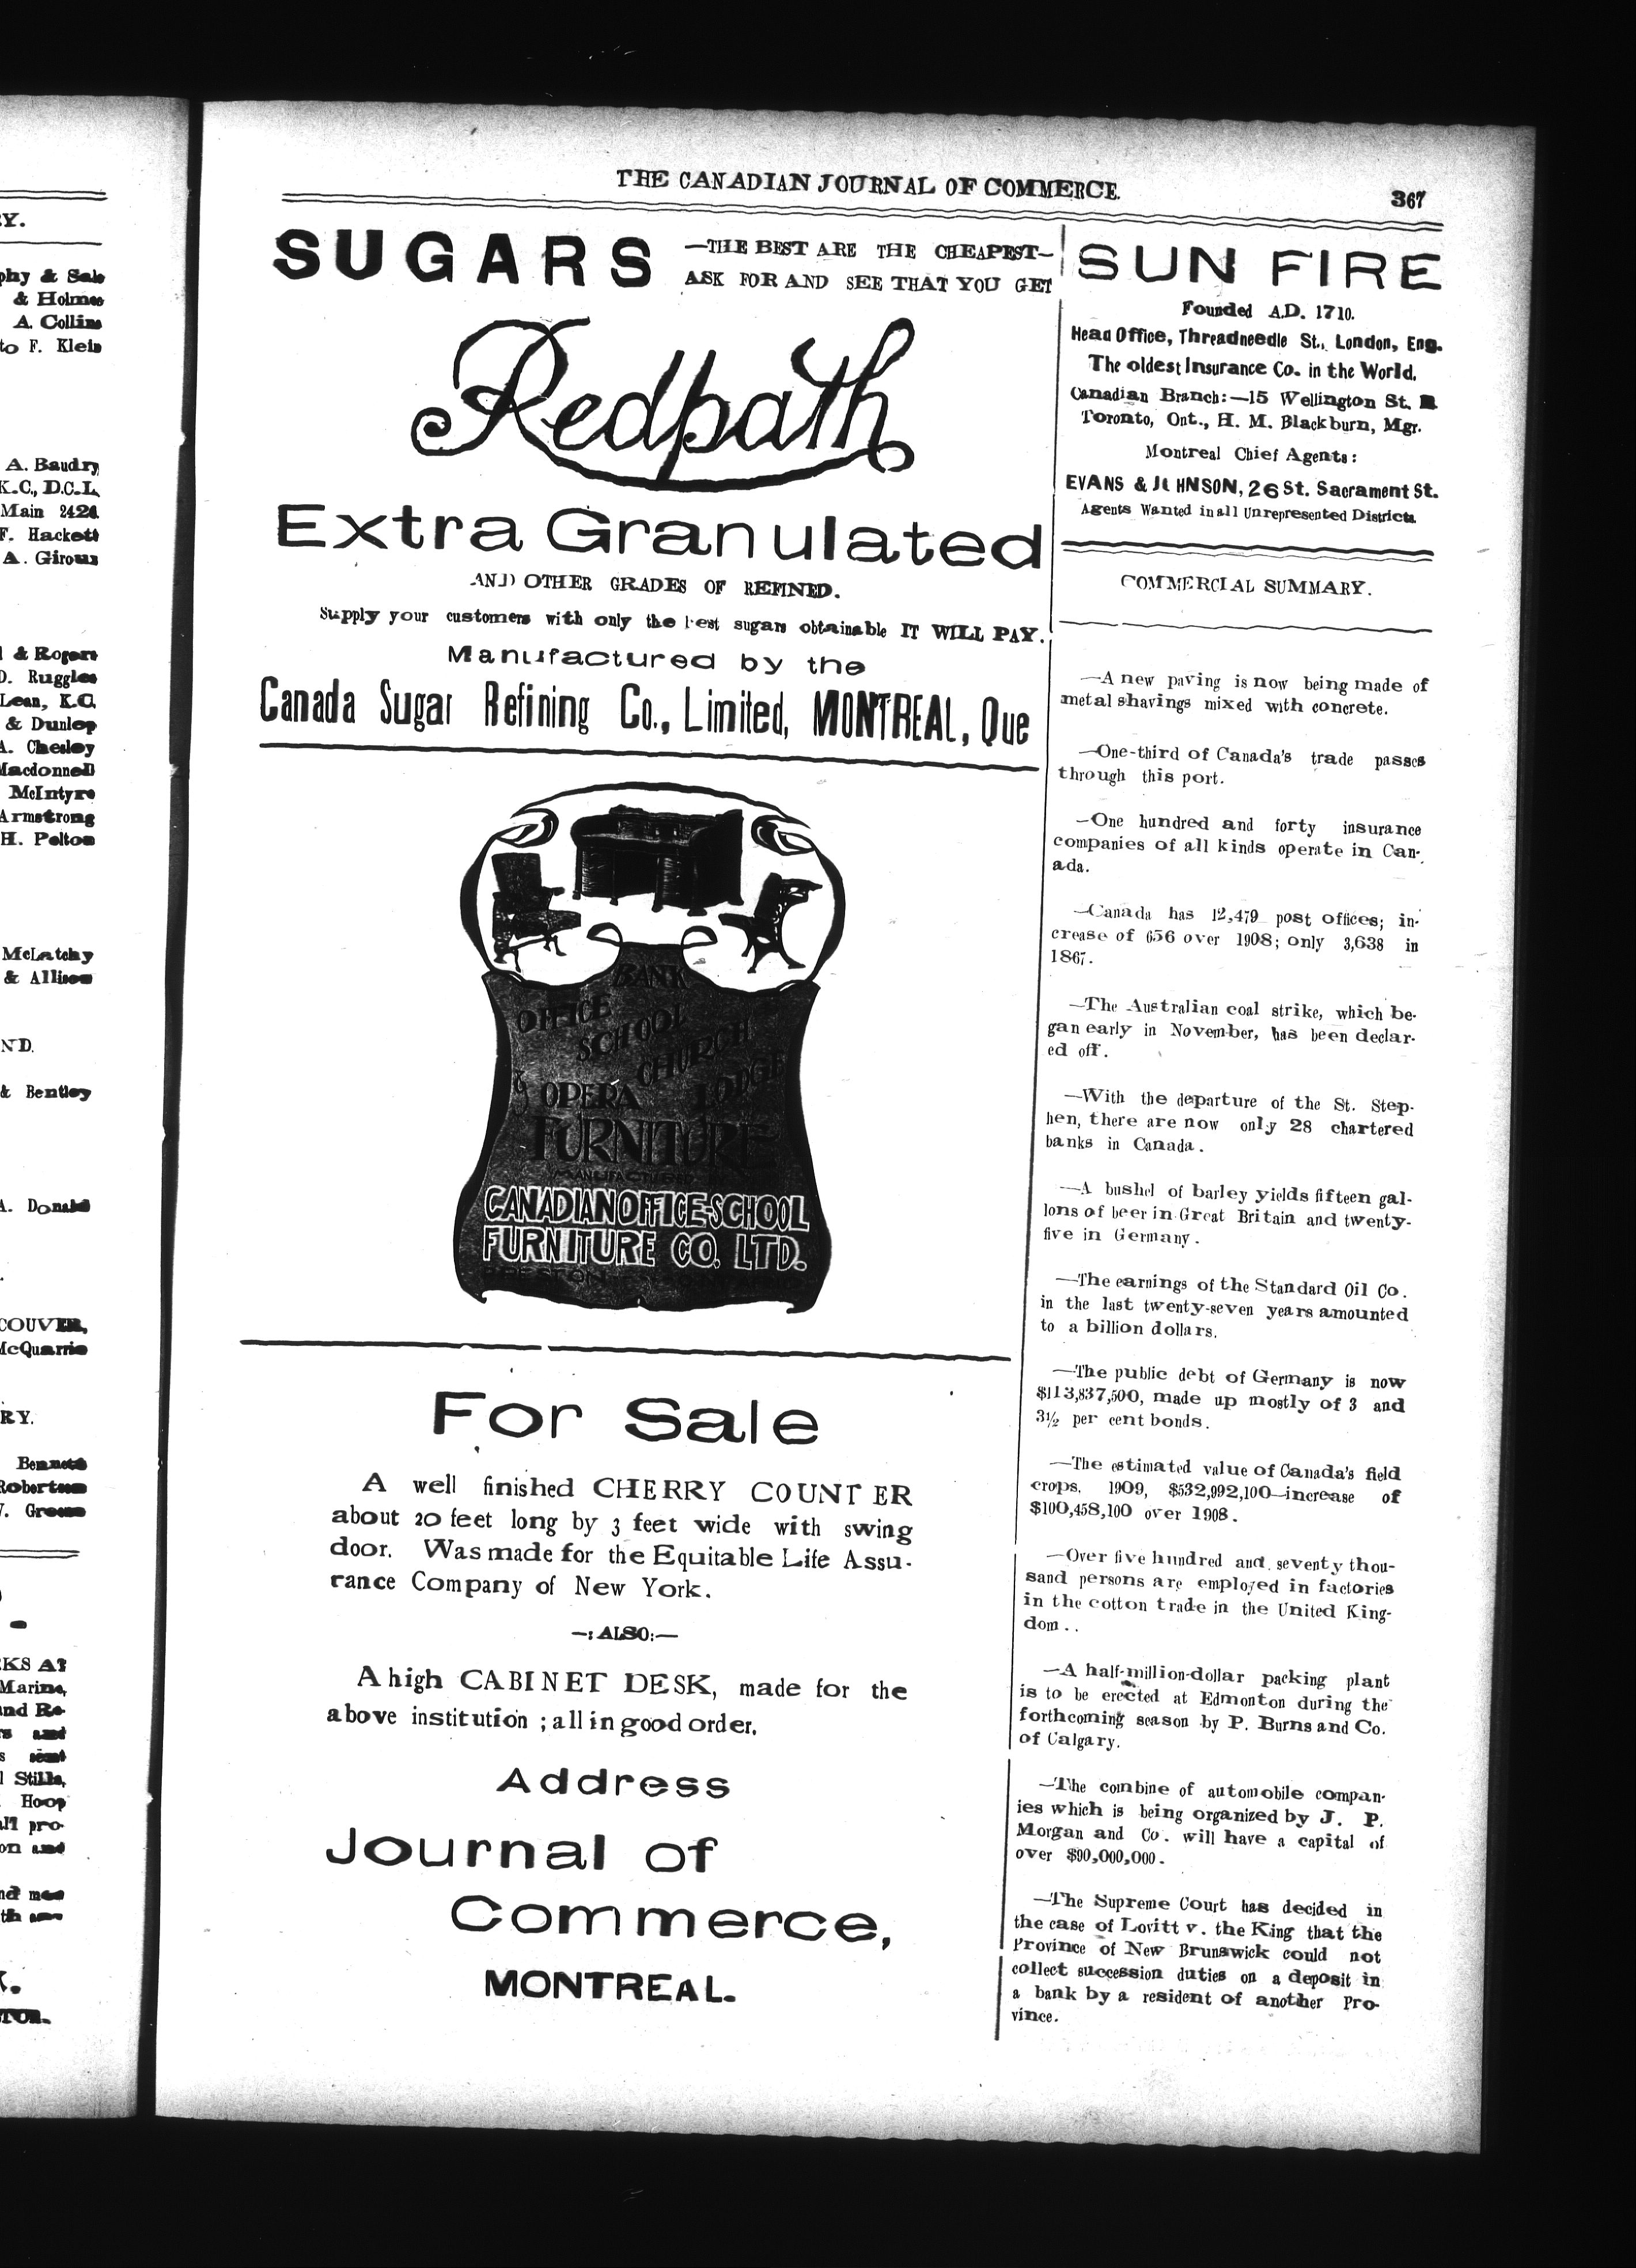 THE CANADIAN JOURNAL OF COMMERCE.
367
SUGARS
—THE BEST ARE THE CHEAPEST—
ASK FOR AND SEE THAT YOU GET
Redpath
Extra Granulated
AND OTHER GRADES OF REFINED.
Supply your customers with only the best sugars obtainable IT WILL PAY.
Manufactured by the
Canada Sugar Refining Co., Limited, MONTREAL, Que
BANK
OFFICE
SCHOOL
CHURCH
& OPERA LODGE
FURNITURE
MANUFACTURED
CANADIAN OFFICE-SCHOOL
FURNITURE CO. LTD.
PRESTON
For Sale
A well finished CHERRY COUNTER
about 20 feet long by 3 feet wide with swing
door. Was made for the Equitable Life Assu-
rance Company of New York.
—: ALSO:—
A high CABINET DESK, made for the
above institution ; all in good order.
Address
Journal of
Commerce,
MONTREAL.
SUN FIRE
Founded A.D. 1710.
Head Office, Threadneedle St., London, Eng.
The oldest Insurance Co. in the World.
Canadian Branch:—15 Wellington St. E
Toronto, Ont., H. M. Blackburn, Mgr.
Montreal Chief Agents:
EVANS & JOHNSON, 26 St. Sacrament St.
Agents Wanted in all Unrepresented Districts.
COMMERCIAL SUMMARY.
—A new paving is now being made of
metal shavings mixed with concrete.
—One-third of Canada's trade passes
through this port.
—One hundred and forty insurance
companies of all kinds operate in Can-
ada.
—Canada has 12,479 post offices; in-
crease of 656 over 1908; only 3,638 in
1867.
—The Australian coal strike, which be-
gan early in November, has been declar-
ed off.
—With the departure of the St. Step-
hen, there are now only 28 chartered
banks in Canada.
—A bushel of barley yields fifteen gal-
lons of beer in Great Britain and twenty-
five in Germany.
—The earnings of the Standard Oil Co.
in the last twenty-seven years amounted
to a billion dollars.
—The public debt of Germany is now
$113,837,500, made up mostly of 3 and
3½ per cent bonds.
—The estimated value of Canada's field
crops, 1909, $532,992,100—increase of
$100,458,100 over 1908.
—Over five hundred and seventy thou-
sand persons are employed in factories
in the cotton trade in the United King-
dom..
—A half-million-dollar packing plant
is to be erected at Edmonton during the
forthcoming season by P. Burns and Co.
of Calgary.
—The combine of automobile compan-
ies which is being organized by J. P.
Morgan and Co. will have a capital of
over $90,000,000.
—The Supreme Court has decided in
the case of Lovitt v. the King that the
Province of New Brunswick could not
collect succession duties on a deposit in
a bank by a resident of another Pro-
vince.